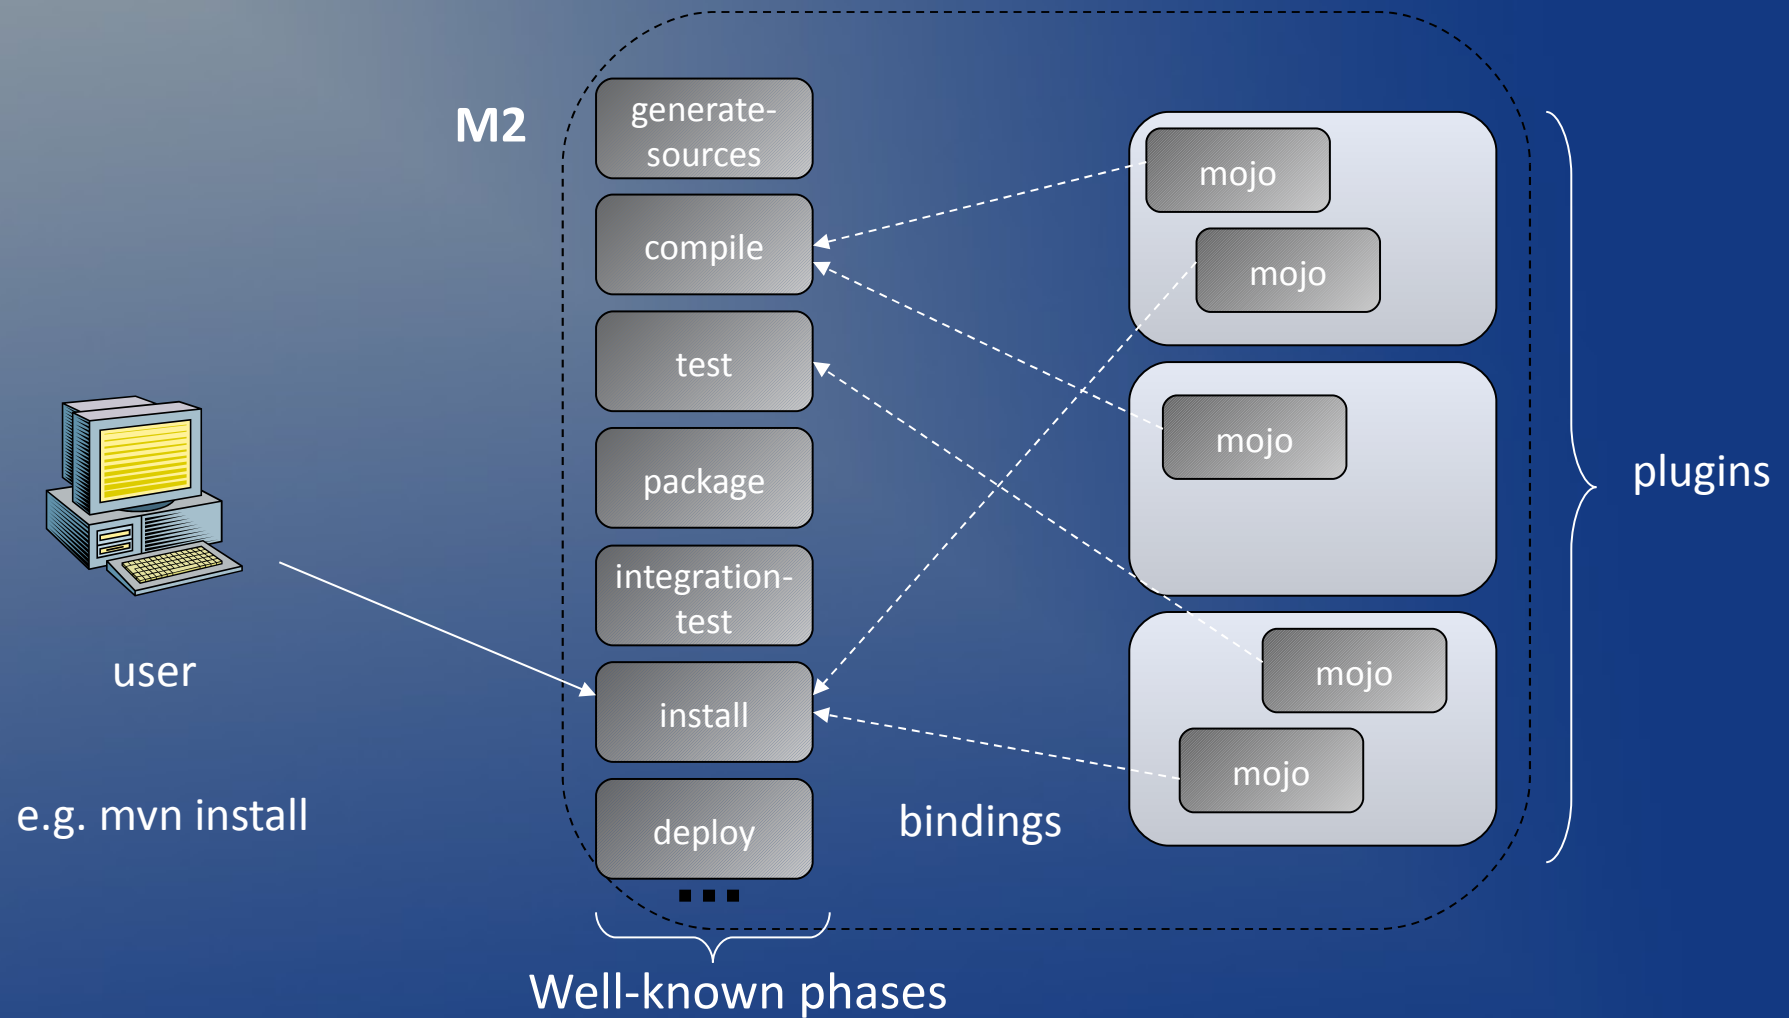 M2
generate-
sources
compile
test
package
integration-
test
install
deploy
...
Well-known phases
user
e.g. mvn install
bindings
mojo
mojo
mojo
mojo
mojo
plugins